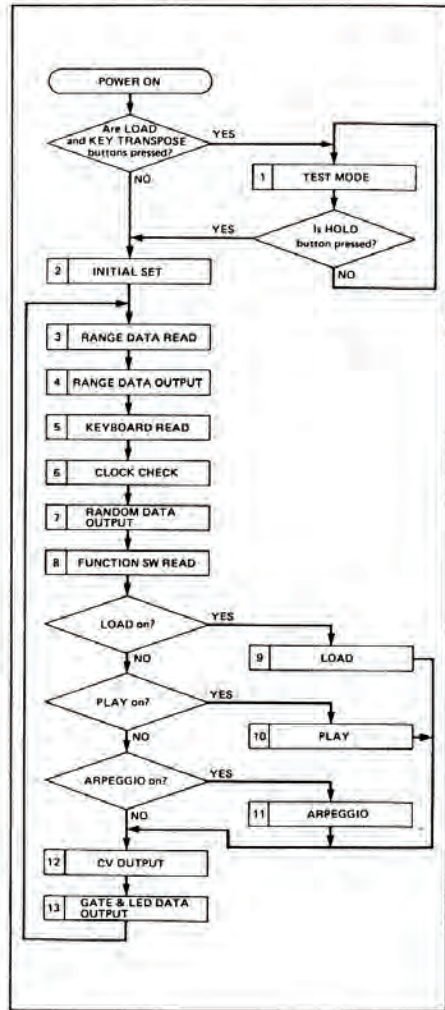 POWER ON
Are LOAD
and KEY TRANSPOSE
buttons pressed?
YES
NO
1 TEST MODE
Is HOLD
button pressed?
YES
NO
2 INITIAL SET
3 RANGE DATA READ
4 RANGE DATA OUTPUT
5 KEYBOARD READ
6 CLOCK CHECK
7 RANDOM DATA
OUTPUT
8 FUNCTION SW READ
LOAD on?
YES
NO
9 LOAD
PLAY on?
YES
NO
10 PLAY
ARPEGGIO on?
YES
NO
11 ARPEGGIO
12 CV OUTPUT
13 GATE & LED DATA
OUTPUT